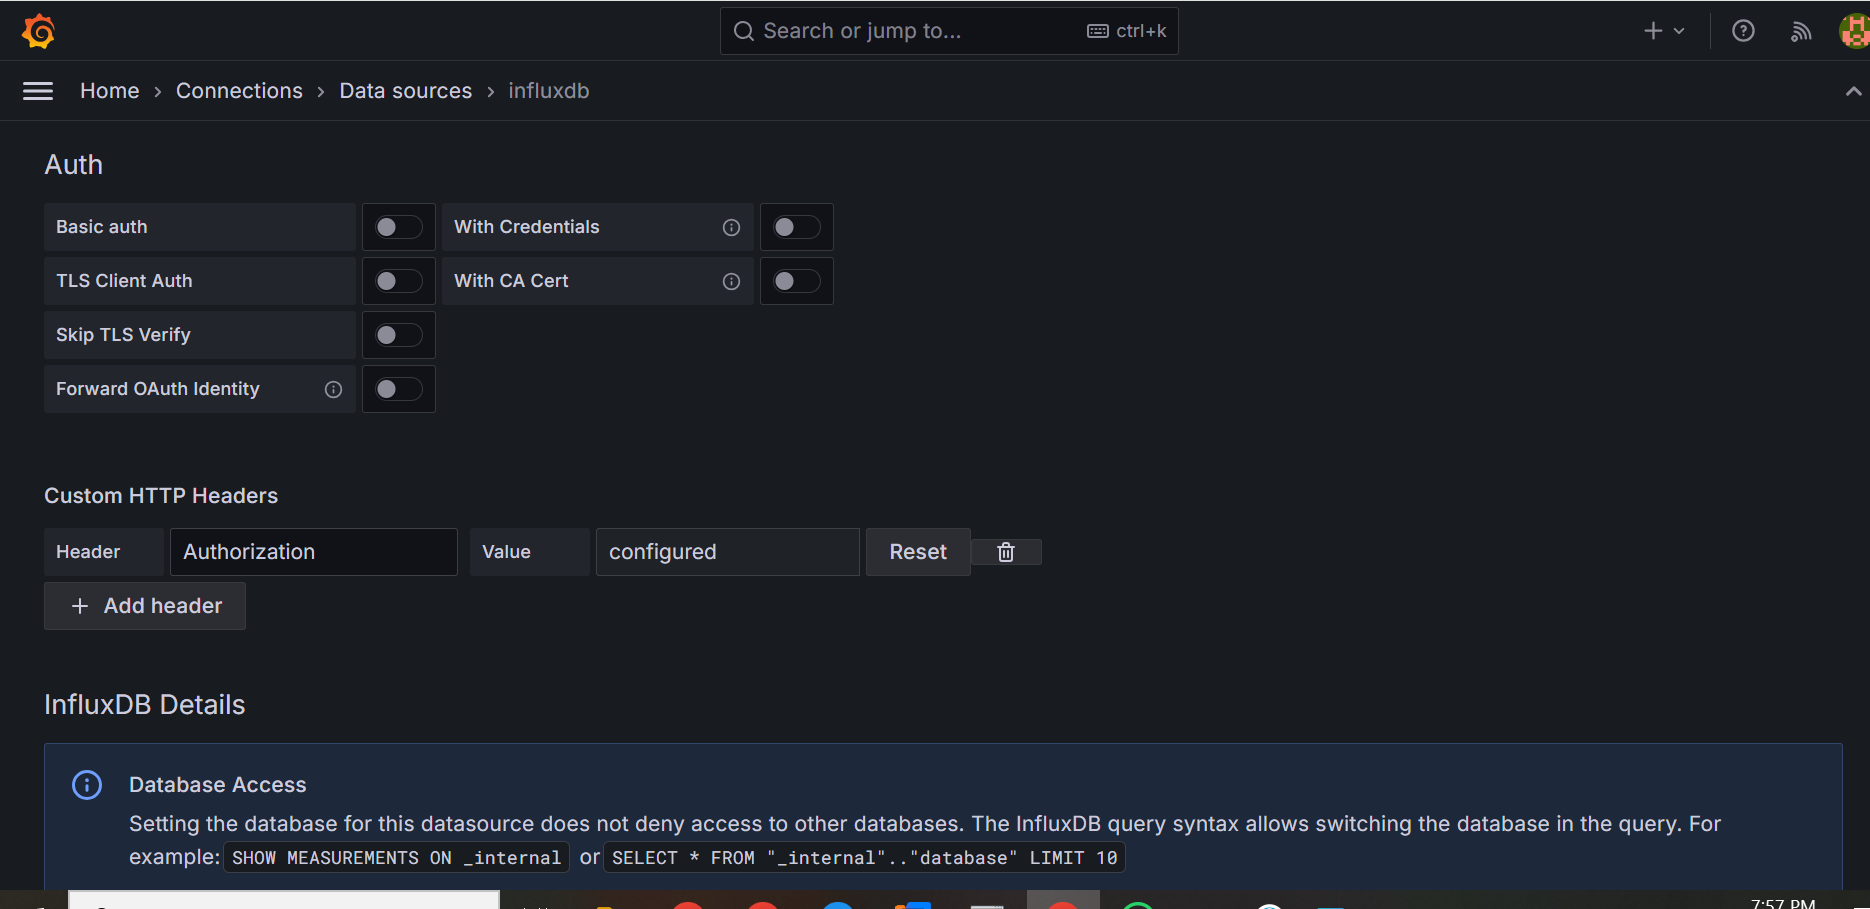 Search or jump to... ctrl+k
Home › Connections › Data sources › influxdb
Auth
Basic auth With Credentials
TLS Client Auth With CA Cert
Skip TLS Verify
Forward OAuth Identity
Custom HTTP Headers
Header Authorization Value configured Reset
+ Add header
InfluxDB Details
Database Access
Setting the database for this datasource does not deny access to other databases. The InfluxDB query syntax allows switching the database in the query. For
example: SHOW MEASUREMENTS ON _internal or SELECT * FROM "_internal".."database" LIMIT 10
7:57 PM